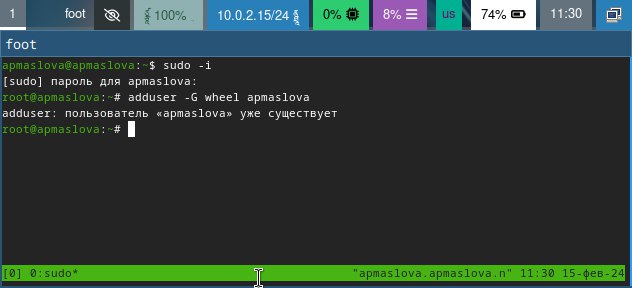 1 foot 100% 10.0.2.15/24 0% 8% us 74% 11:30
foot
apmaslova@apmaslova:~$ sudo -i
[sudo] пароль для apmaslova:
root@apmaslova:~# adduser -G wheel apmaslova
adduser: пользователь «apmaslova» уже существует
root@apmaslova:~#
[0] 0:sudo* "apmaslova.apmaslova.n" 11:30 15-фев-24